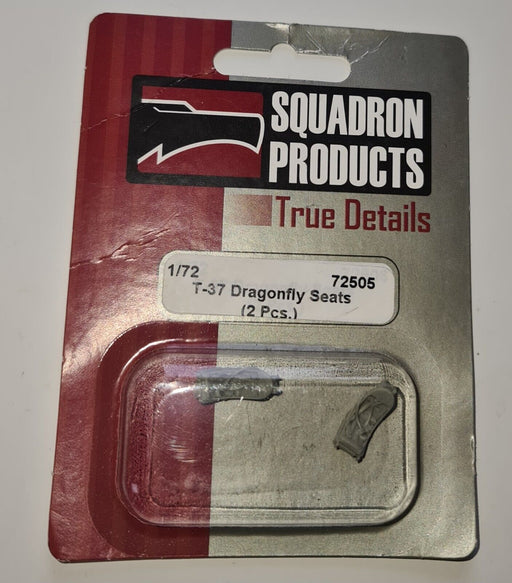 SQUADRON
PRODUCTS
True Details
1/72 72505
T-37 Dragonfly Seats
(2 Pcs.)